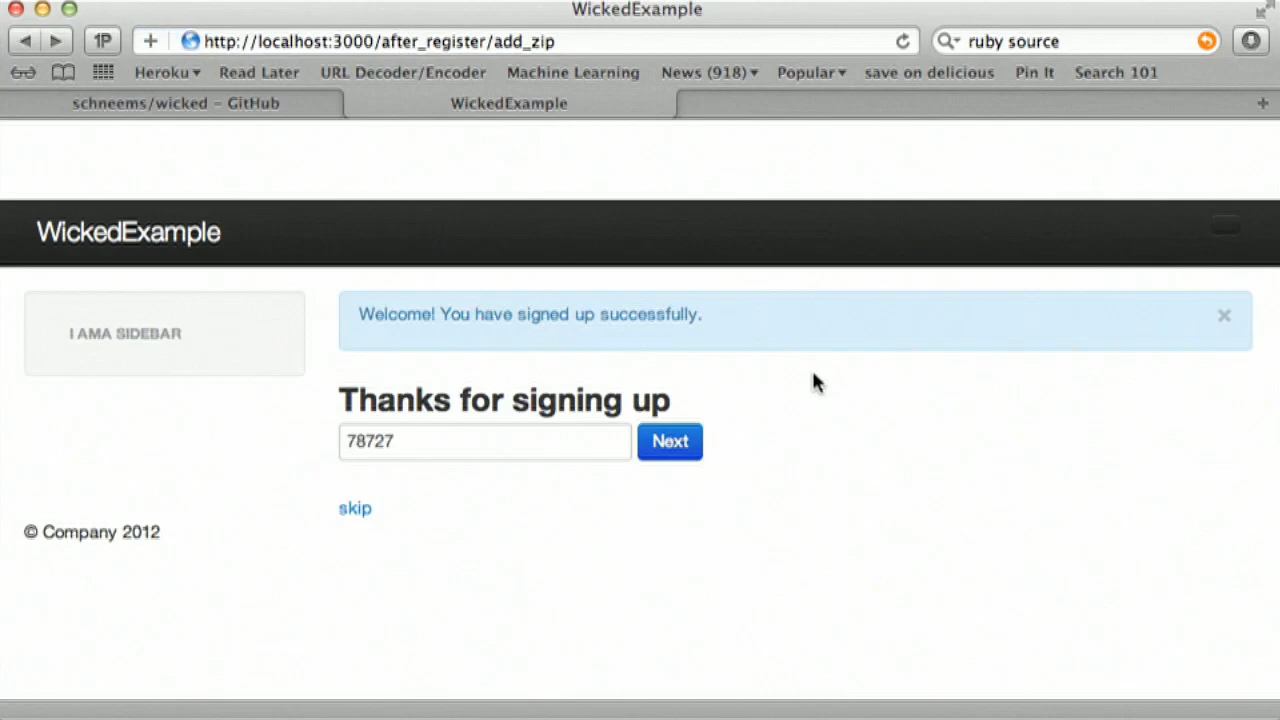 WickedExample
1P
+
http://localhost:3000/after_register/add_zip
ruby source
Heroku▾ Read Later URL Decoder/Encoder Machine Learning News (918)▾ Popular▾ save on delicious Pin It Search 101
schneems/wicked – GitHub
WickedExample
+
WickedExample
I AMA SIDEBAR
Welcome! You have signed up successfully.
×
Thanks for signing up
78727
Next
skip
© Company 2012